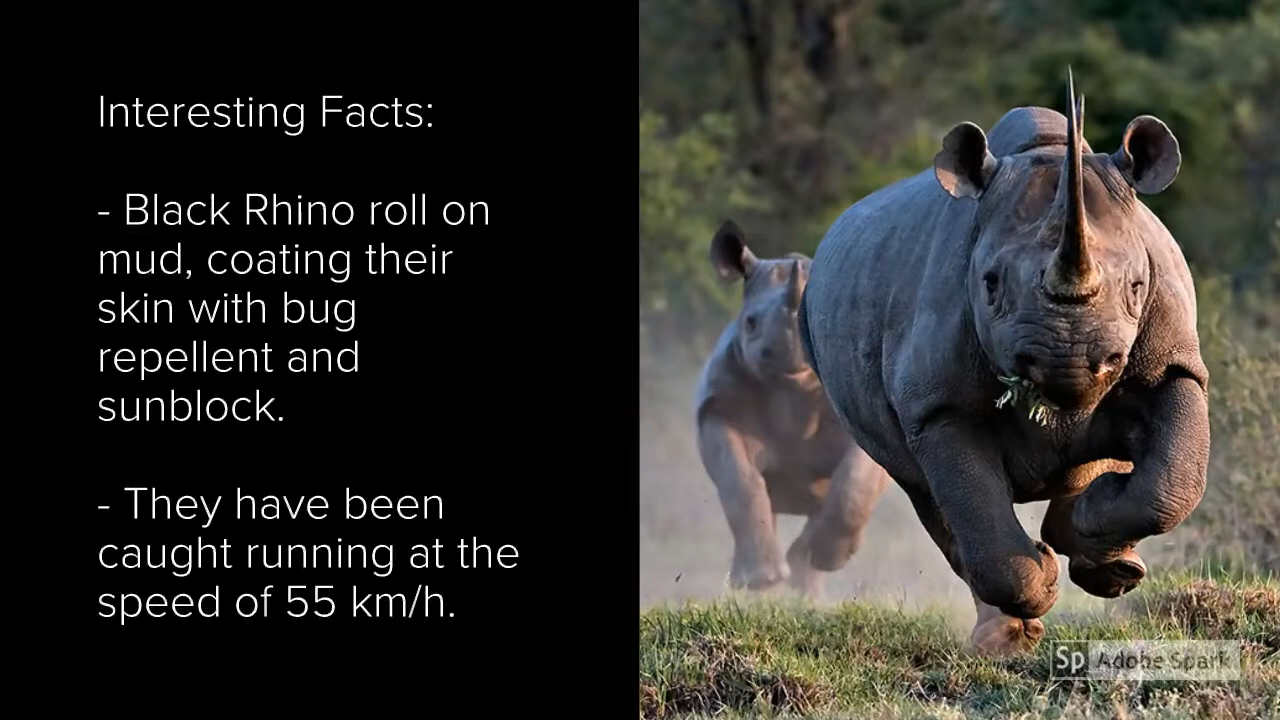 Interesting Facts:
- Black Rhino roll on
mud, coating their
skin with bug
repellent and
sunblock.
- They have been
caught running at the
speed of 55 km/h.
Sp Adobe Spark